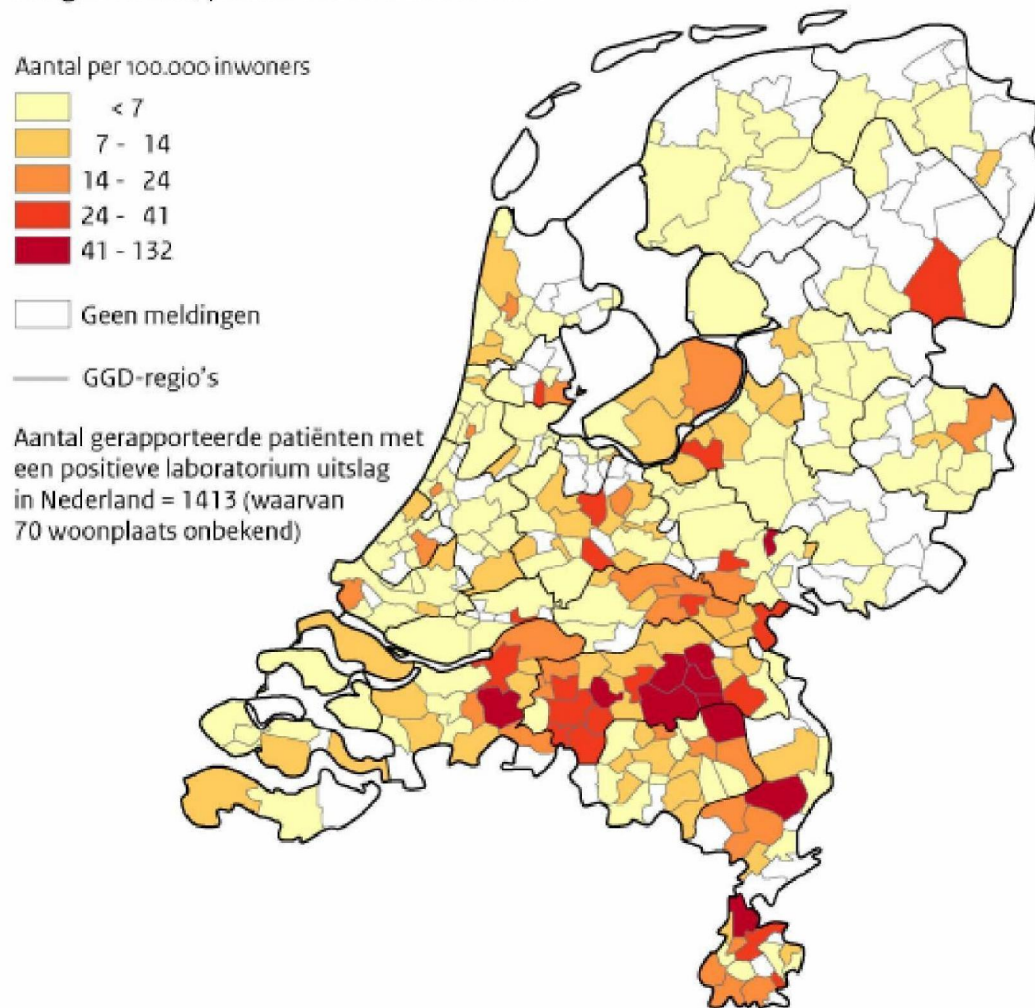 Aantal per 100.000 inwoners
< 7
7 - 14
14 - 24
24 - 41
41 - 132
Geen meldingen
GGD-regio's
Aantal gerapporteerde patiënten met
een positieve laboratorium uitslag
in Nederland = 1413 (waarvan
70 woonplaats onbekend)